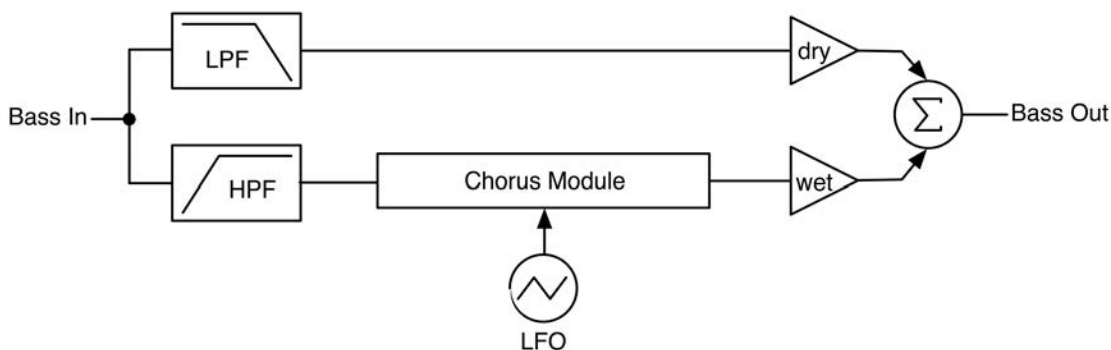 LPF
dry
Bass In
Σ
Bass Out
HPF
Chorus Module
wet
LFO